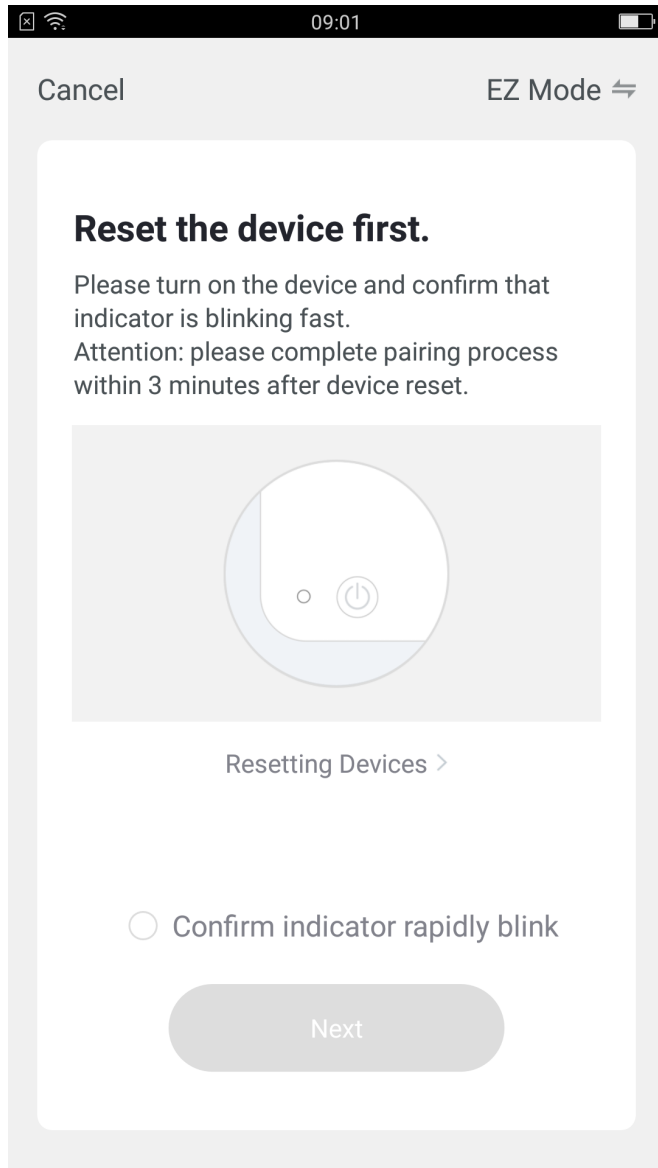 09:01
Cancel
EZ Mode
Reset the device first.
Please turn on the device and confirm that
indicator is blinking fast.
Attention: please complete pairing process
within 3 minutes after device reset.
Resetting Devices
Confirm indicator rapidly blink
Next